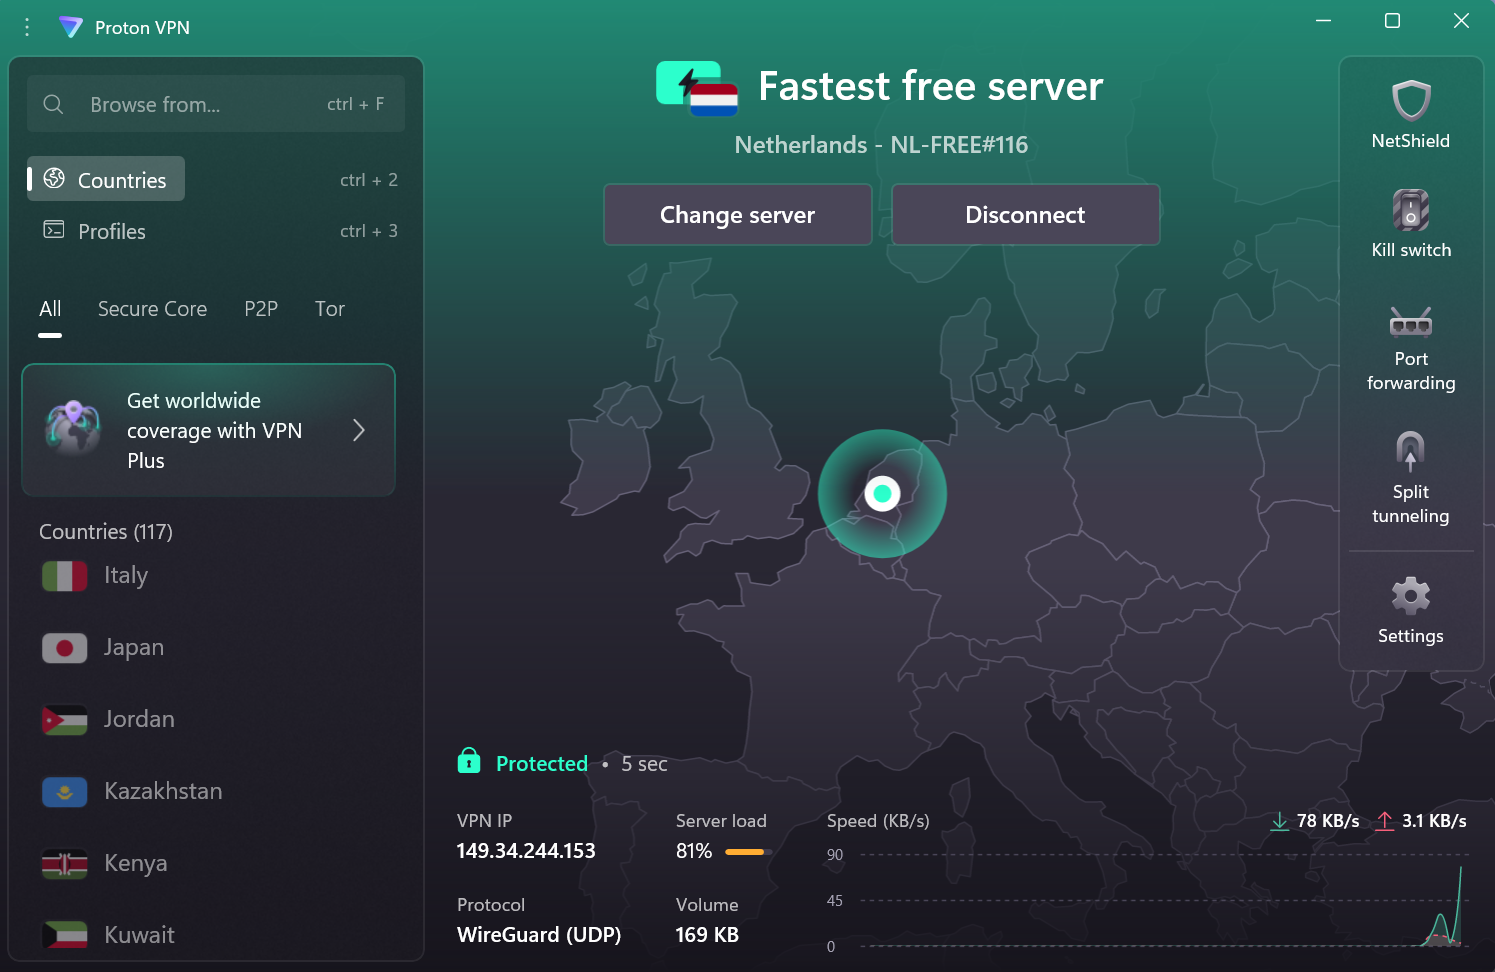 Proton VPN
Browse from...
ctrl + F
Countries
ctrl + 2
Profiles
ctrl + 3
All
Secure Core
P2P
Tor
Get worldwide
coverage with VPN
Plus
Countries (117)
Italy
Japan
Jordan
Kazakhstan
Kenya
Kuwait
Fastest free server
Netherlands - NL-FREE#116
Change server
Disconnect
Protected • 5 sec
VPN IP
149.34.244.153
Server load
81%
Protocol
WireGuard (UDP)
Volume
169 KB
Speed (KB/s)
78 KB/s
3.1 KB/s
90
45
0
NetShield
Kill switch
Port
forwarding
Split
tunneling
Settings